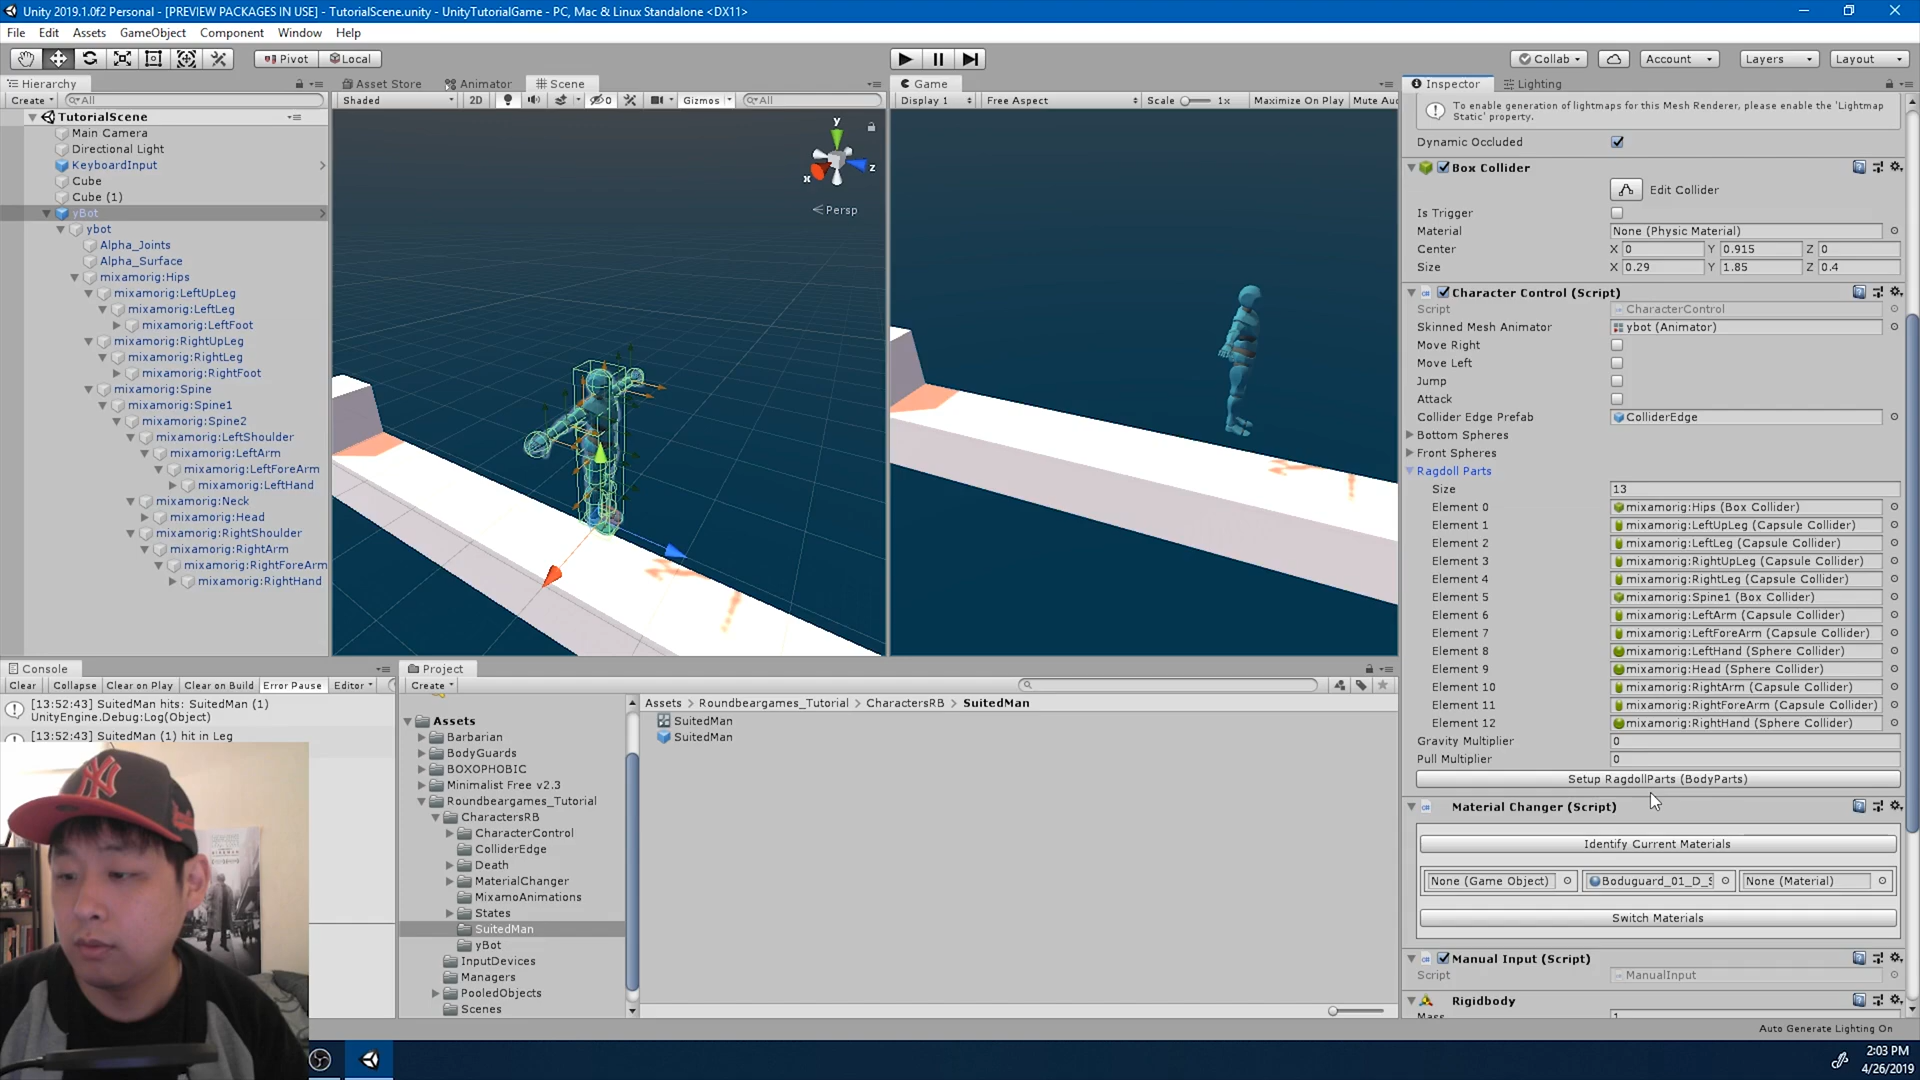 Unity 2019.1.0f2 Personal - [PREVIEW PACKAGES IN USE] - TutorialScene.unity - UnityTutorialGame - PC, Mac & Linux Standalone <DX11>
File Edit Assets GameObject Component Window Help
Pivot Local Collab Account Layers Layout
Hierarchy
Create All
TutorialScene
Main Camera
Directional Light
KeyboardInput
Cube
Cube (1)
yBot
ybot
Alpha_Joints
Alpha_Surface
mixamorig:Hips
mixamorig:LeftUpLeg
mixamorig:LeftLeg
mixamorig:LeftFoot
mixamorig:RightUpLeg
mixamorig:RightLeg
mixamorig:RightFoot
mixamorig:Spine
mixamorig:Spine1
mixamorig:Spine2
mixamorig:LeftShoulder
mixamorig:LeftArm
mixamorig:LeftForeArm
mixamorig:LeftHand
mixamorig:Neck
mixamorig:Head
mixamorig:RightShoulder
mixamorig:RightArm
mixamorig:RightForeArm
mixamorig:RightHand
Asset Store Animator Scene
Shaded 2D 0 Gizmos All
y
x
z
Persp
Game
Display 1 Free Aspect Scale 1x Maximize On Play Mute
Inspector Lighting
To enable generation of lightmaps for this Mesh Renderer, please enable the 'Lightmap
Static' property.
Dynamic Occluded
Box Collider
Edit Collider
Is Trigger
Material None (Physic Material)
Center X 0 Y 0.915 Z 0
Size X 0.29 Y 1.85 Z 0.4
Character Control (Script)
Script CharacterControl
Skinned Mesh Animator ybot (Animator)
Move Right
Move Left
Jump
Attack
Collider Edge Prefab ColliderEdge
Bottom Spheres
Front Spheres
Ragdoll Parts
Size 13
Element 0 mixamorig:Hips (Box Collider)
Element 1 mixamorig:LeftUpLeg (Capsule Collider)
Element 2 mixamorig:LeftLeg (Capsule Collider)
Element 3 mixamorig:RightUpLeg (Capsule Collider)
Element 4 mixamorig:RightLeg (Capsule Collider)
Element 5 mixamorig:Spine1 (Box Collider)
Element 6 mixamorig:LeftArm (Capsule Collider)
Element 7 mixamorig:LeftForeArm (Capsule Collider)
Element 8 mixamorig:LeftHand (Sphere Collider)
Element 9 mixamorig:Head (Sphere Collider)
Element 10 mixamorig:RightArm (Capsule Collider)
Element 11 mixamorig:RightForeArm (Capsule Collider)
Element 12 mixamorig:RightHand (Sphere Collider)
Gravity Multiplier 0
Pull Multiplier 0
Setup RagdollParts (BodyParts)
Material Changer (Script)
Identify Current Materials
None (Game Object) Boduguard_01_D_S None (Material)
Switch Materials
Manual Input (Script)
Script ManualInput
Rigidbody
Mass 1
Console
Clear Collapse Clear on Play Clear on Build Error Pause Editor
[13:52:43] SuitedMan hits: SuitedMan (1)
UnityEngine.Debug:Log(Object)
[13:52:43] SuitedMan (1) hit in Leg
Project
Create
Assets
Barbarian
BodyGuards
BOXOPHOBIC
Minimalist Free v2.3
Roundbeargames_Tutorial
CharactersRB
CharacterControl
ColliderEdge
Death
MaterialChanger
MixamoAnimations
States
SuitedMan
yBot
InputDevices
Managers
PooledObjects
Scenes
Assets Roundbeargames_Tutorial CharactersRB SuitedMan
SuitedMan
SuitedMan
Auto Generate Lighting On
2:03 PM
4/26/2019